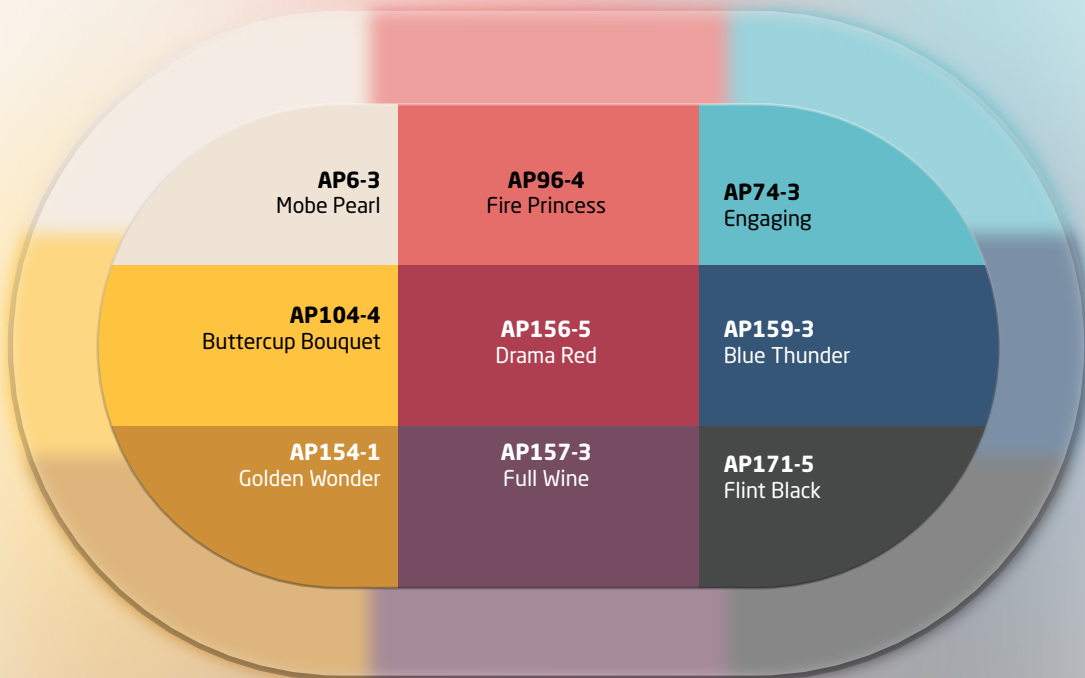 AP6-3
Mobe Pearl
AP96-4
Fire Princess
AP74-3
Engaging
AP104-4
Buttercup Bouquet
AP156-5
Drama Red
AP159-3
Blue Thunder
AP154-1
Golden Wonder
AP157-3
Full Wine
AP171-5
Flint Black